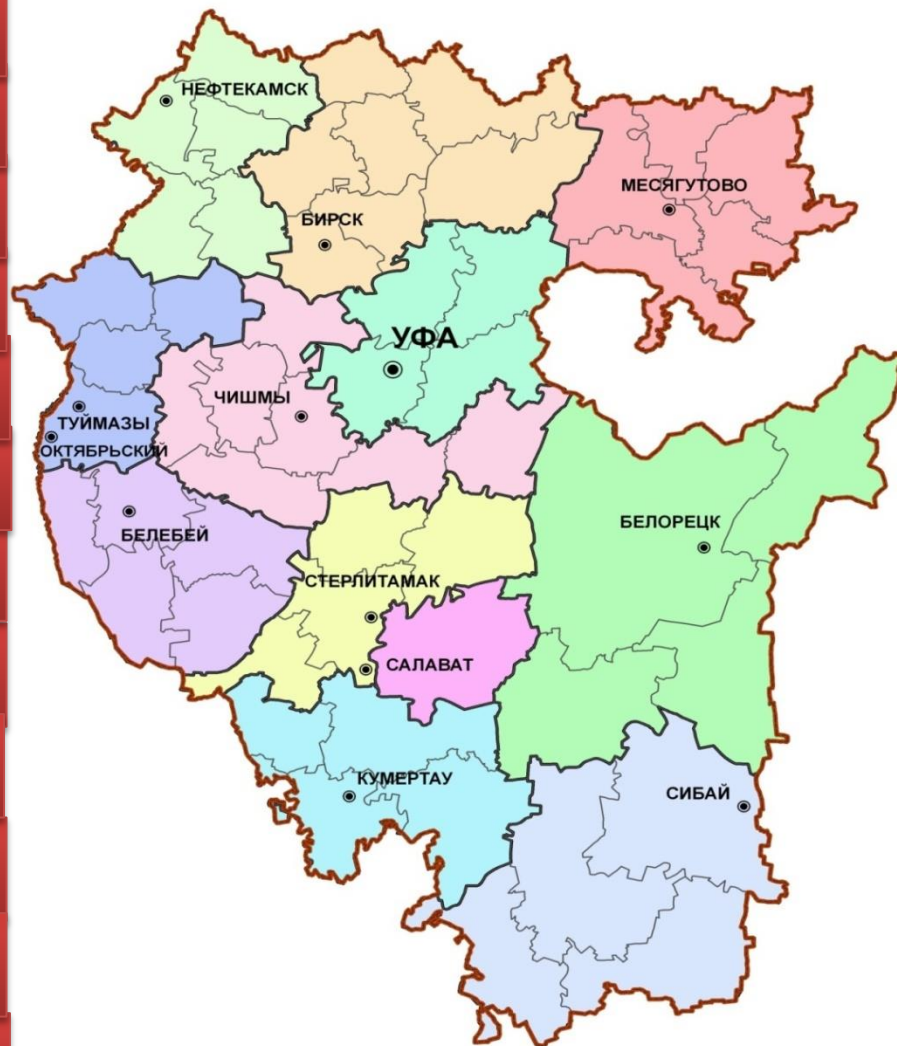 НЕФТЕКАМСК
МЕСЯГУТОВО
БИРСК
УФА
ЧИШМЫ
ТУЙМАЗЫ
ОКТЯБРЬСКИЙ
БЕЛОРЕЦК
БЕЛЕБЕЙ
СТЕРЛИТАМАК
САЛАВАТ
КУМЕРТАУ
СИБАЙ